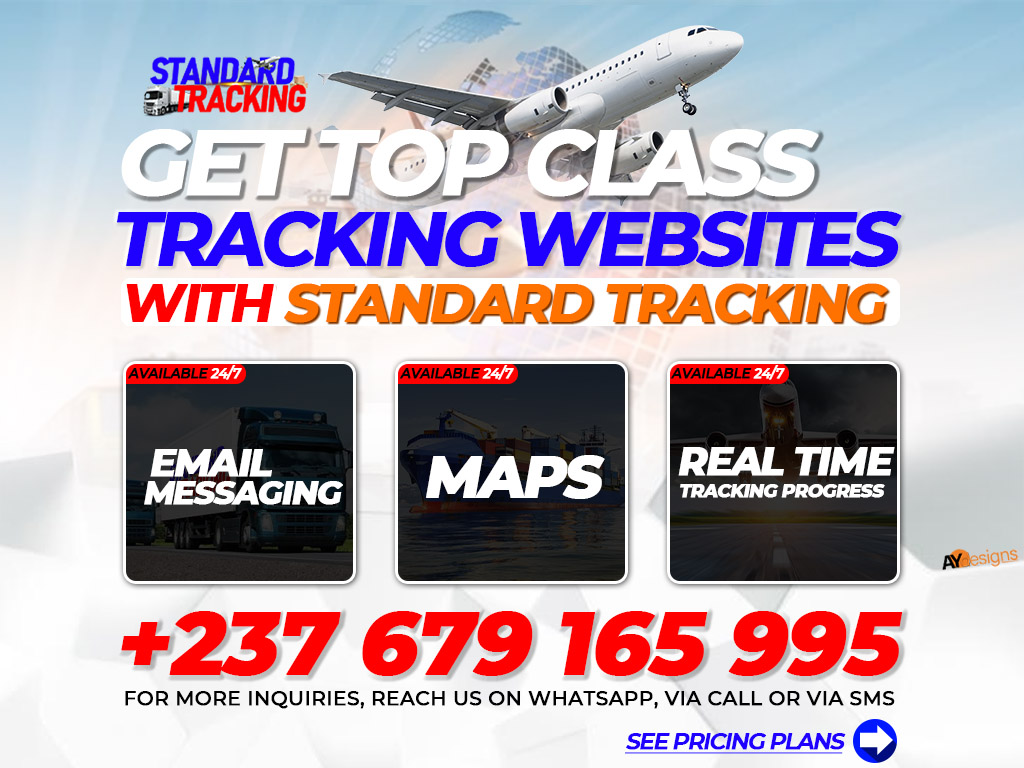 STANDARD
TRACKING
GET TOP CLASS
TRACKING WEBSITES
WITH STANDARD TRACKING
AVAILABLE 24/7
EMAIL
MESSAGING
AVAILABLE 24/7
MAPS
AVAILABLE 24/7
REAL TIME
TRACKING PROGRESS
AYdesigns
+237 679 165 995
FOR MORE INQUIRIES, REACH US ON WHATSAPP, VIA CALL OR VIA SMS
SEE PRICING PLANS